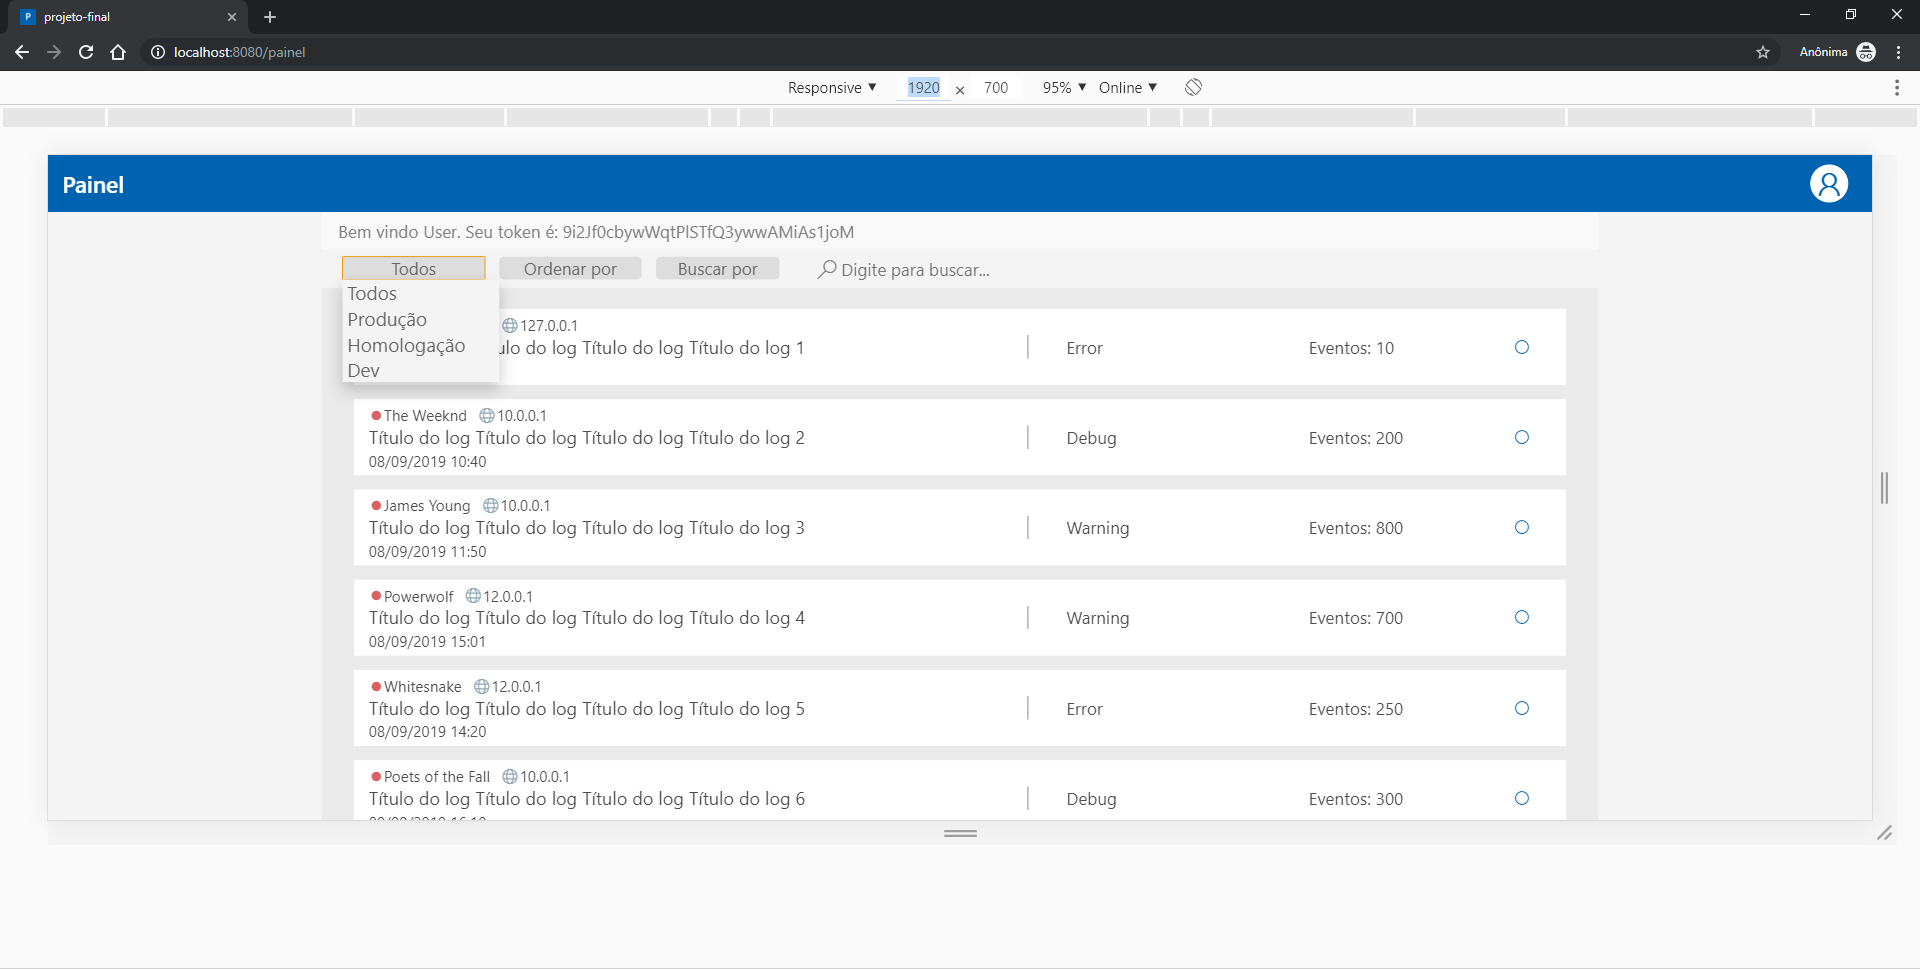 P projeto-final
localhost:8080/painel
Anônima
Responsive 1920 × 700 95% Online
Painel
Bem vindo User. Seu token é: 9i2Jf0cbywWqtPlSTfQ3ywwAMiAs1joM
Todos Ordenar por Buscar por Digite para buscar...
Todos
Produção
Homologação
Dev
127.0.0.1
do log Título do log Título do log 1 Error Eventos: 10
The Weeknd 10.0.0.1
Título do log Título do log Título do log Título do log 2 Debug Eventos: 200
08/09/2019 10:40
James Young 10.0.0.1
Título do log Título do log Título do log Título do log 3 Warning Eventos: 800
08/09/2019 11:50
Powerwolf 12.0.0.1
Título do log Título do log Título do log Título do log 4 Warning Eventos: 700
08/09/2019 15:01
Whitesnake 12.0.0.1
Título do log Título do log Título do log Título do log 5 Error Eventos: 250
08/09/2019 14:20
Poets of the Fall 10.0.0.1
Título do log Título do log Título do log Título do log 6 Debug Eventos: 300